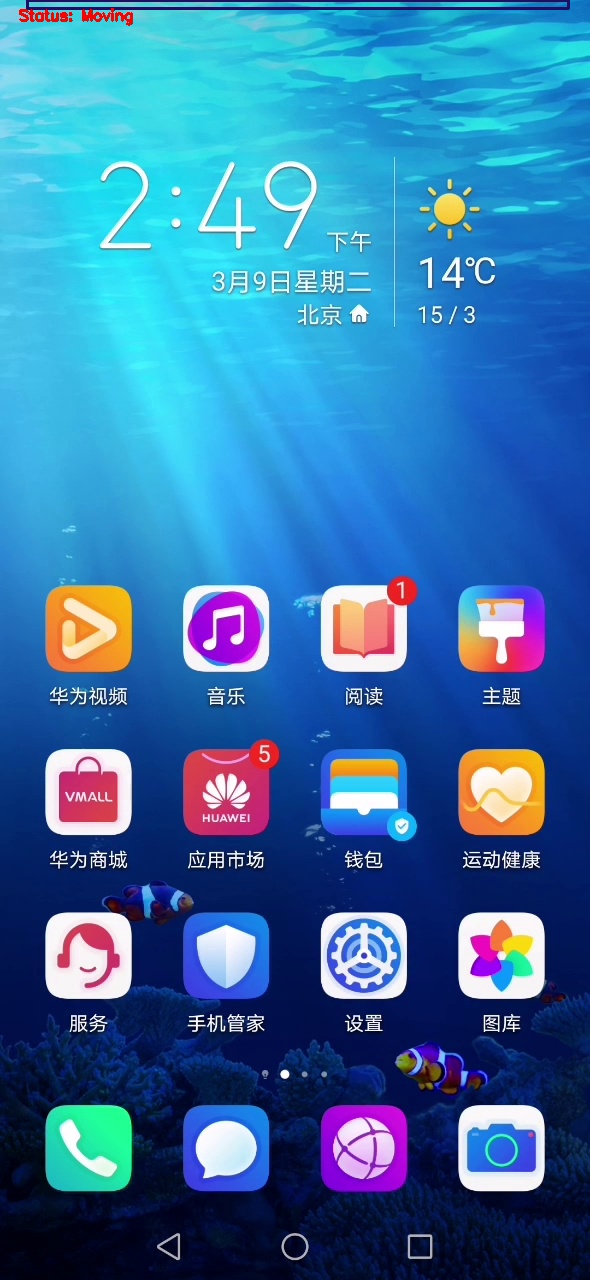 Status: Moving
2:49 下午
14℃
3月9日星期二
北京
15 / 3
1
华为视频 音乐 阅读 主题
5
VMALL
HUAWEI
华为商城 应用市场 钱包 运动健康
服务 手机管家 设置 图库